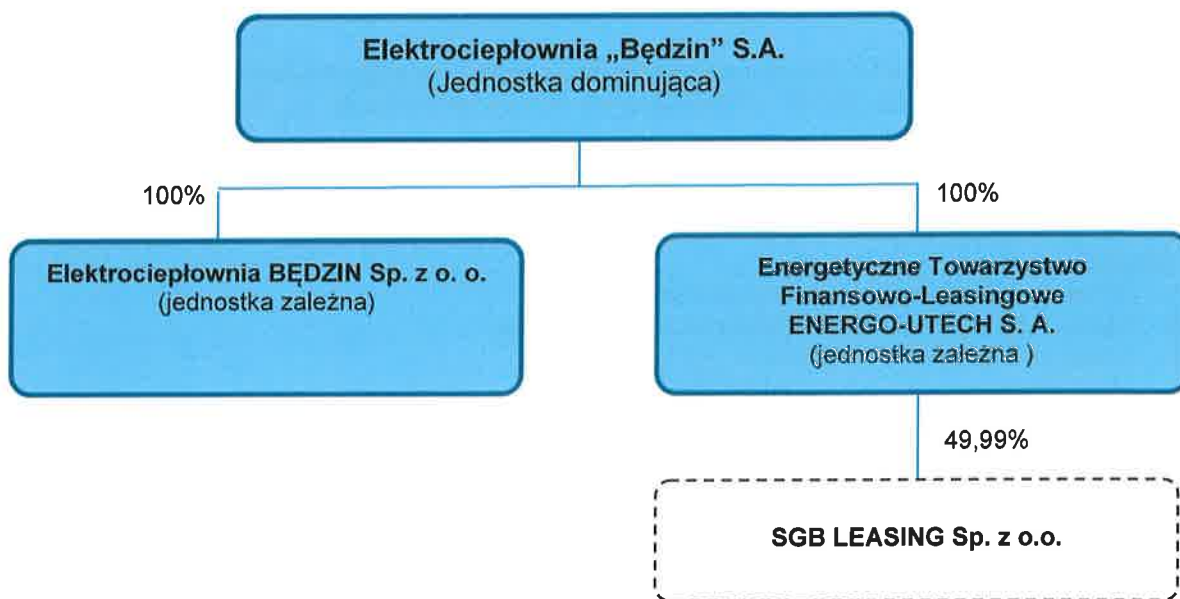 Elektrociepłownia „Będzin” S.A.
(Jednostka dominująca)
100%
100%
Elektrociepłownia BĘDZIN Sp. z o. o.
(jednostka zależna)
Energetyczne Towarzystwo
Finansowo-Leasingowe
ENERGO-UTECH S. A.
(jednostka zależna )
49,99%
SGB LEASING Sp. z o.o.